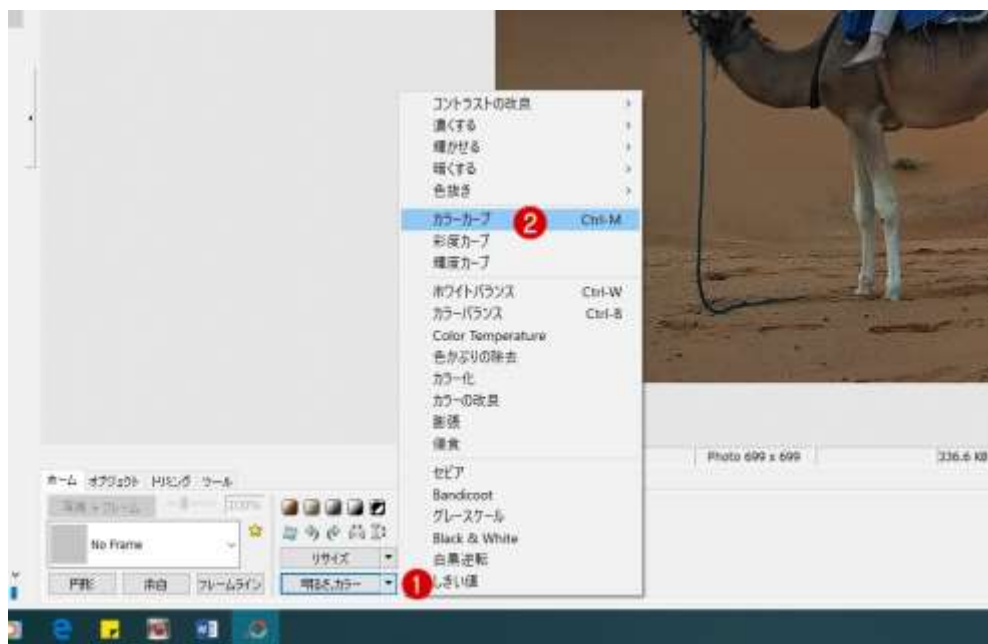 コントラストの改良
濃くする
輝かせる
暗くする
色抜き
カラーカーブ 2 Ctrl-M
彩度カーブ
輝度カーブ
ホワイトバランス Ctrl-W
カラーバランス Ctrl-B
Color Temperature
色かぶりの除去
カラー化
カラーの改良
膨張
侵食
セピア
Bandicoot
グレースケール
Black & White
白黒逆転
しきい値
Photo 699 x 699
336.6 KB
ホーム オブジェクト トリミング ツール
100%
No Frame
リサイズ
円形 余白 フレームライン 明るさ,カラー 1